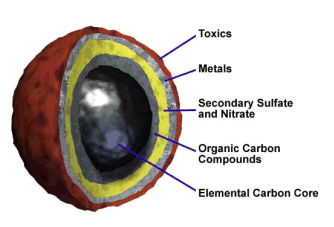 Toxics
Metals
Secondary Sulfate
and Nitrate
Organic Carbon
Compounds
Elemental Carbon Core